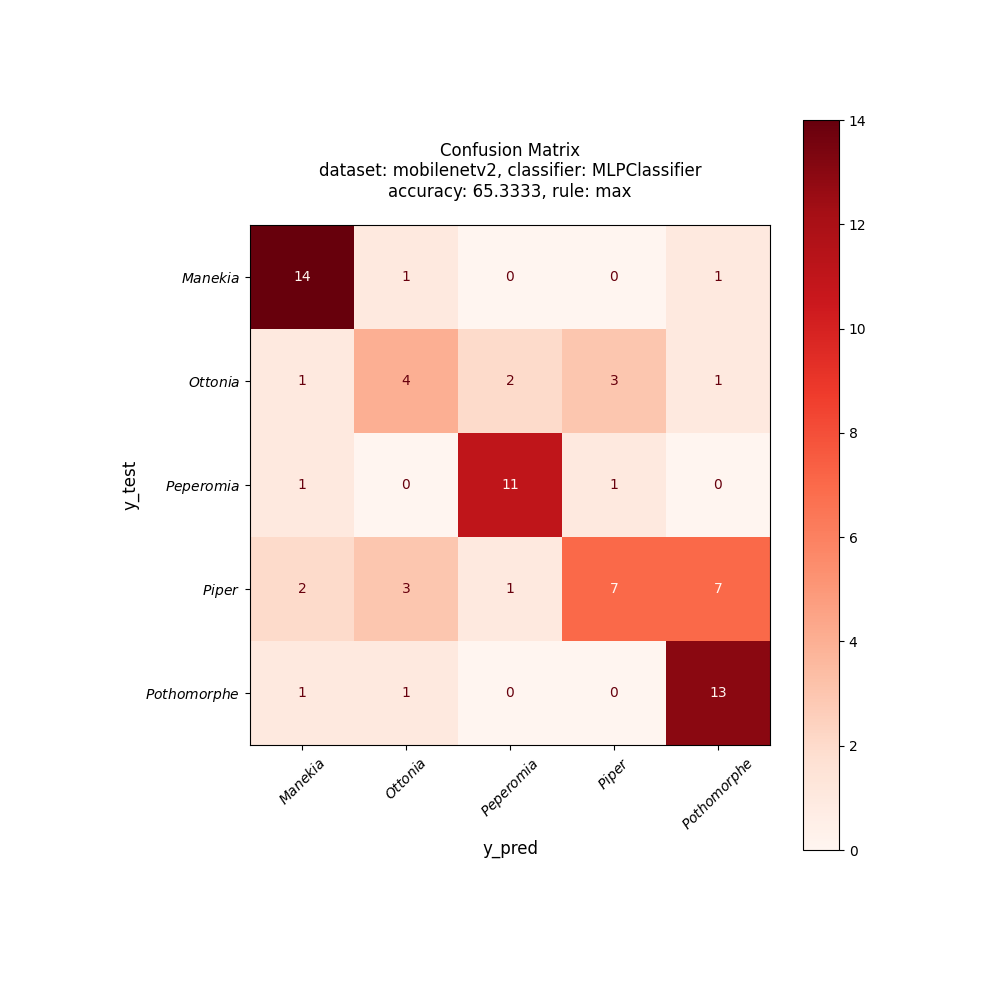 Confusion Matrix
dataset: mobilenetv2, classifier: MLPClassifier
accuracy: 65.3333, rule: max
Manekia 14 1 0 0 1
Ottonia 1 4 2 3 1
Peperomia 1 0 11 1 0
Piper 2 3 1 7 7
Pothomorphe 1 1 0 0 13
y_test
Manekia Ottonia Peperomia Piper Pothomorphe
y_pred
14
12
10
8
6
4
2
0